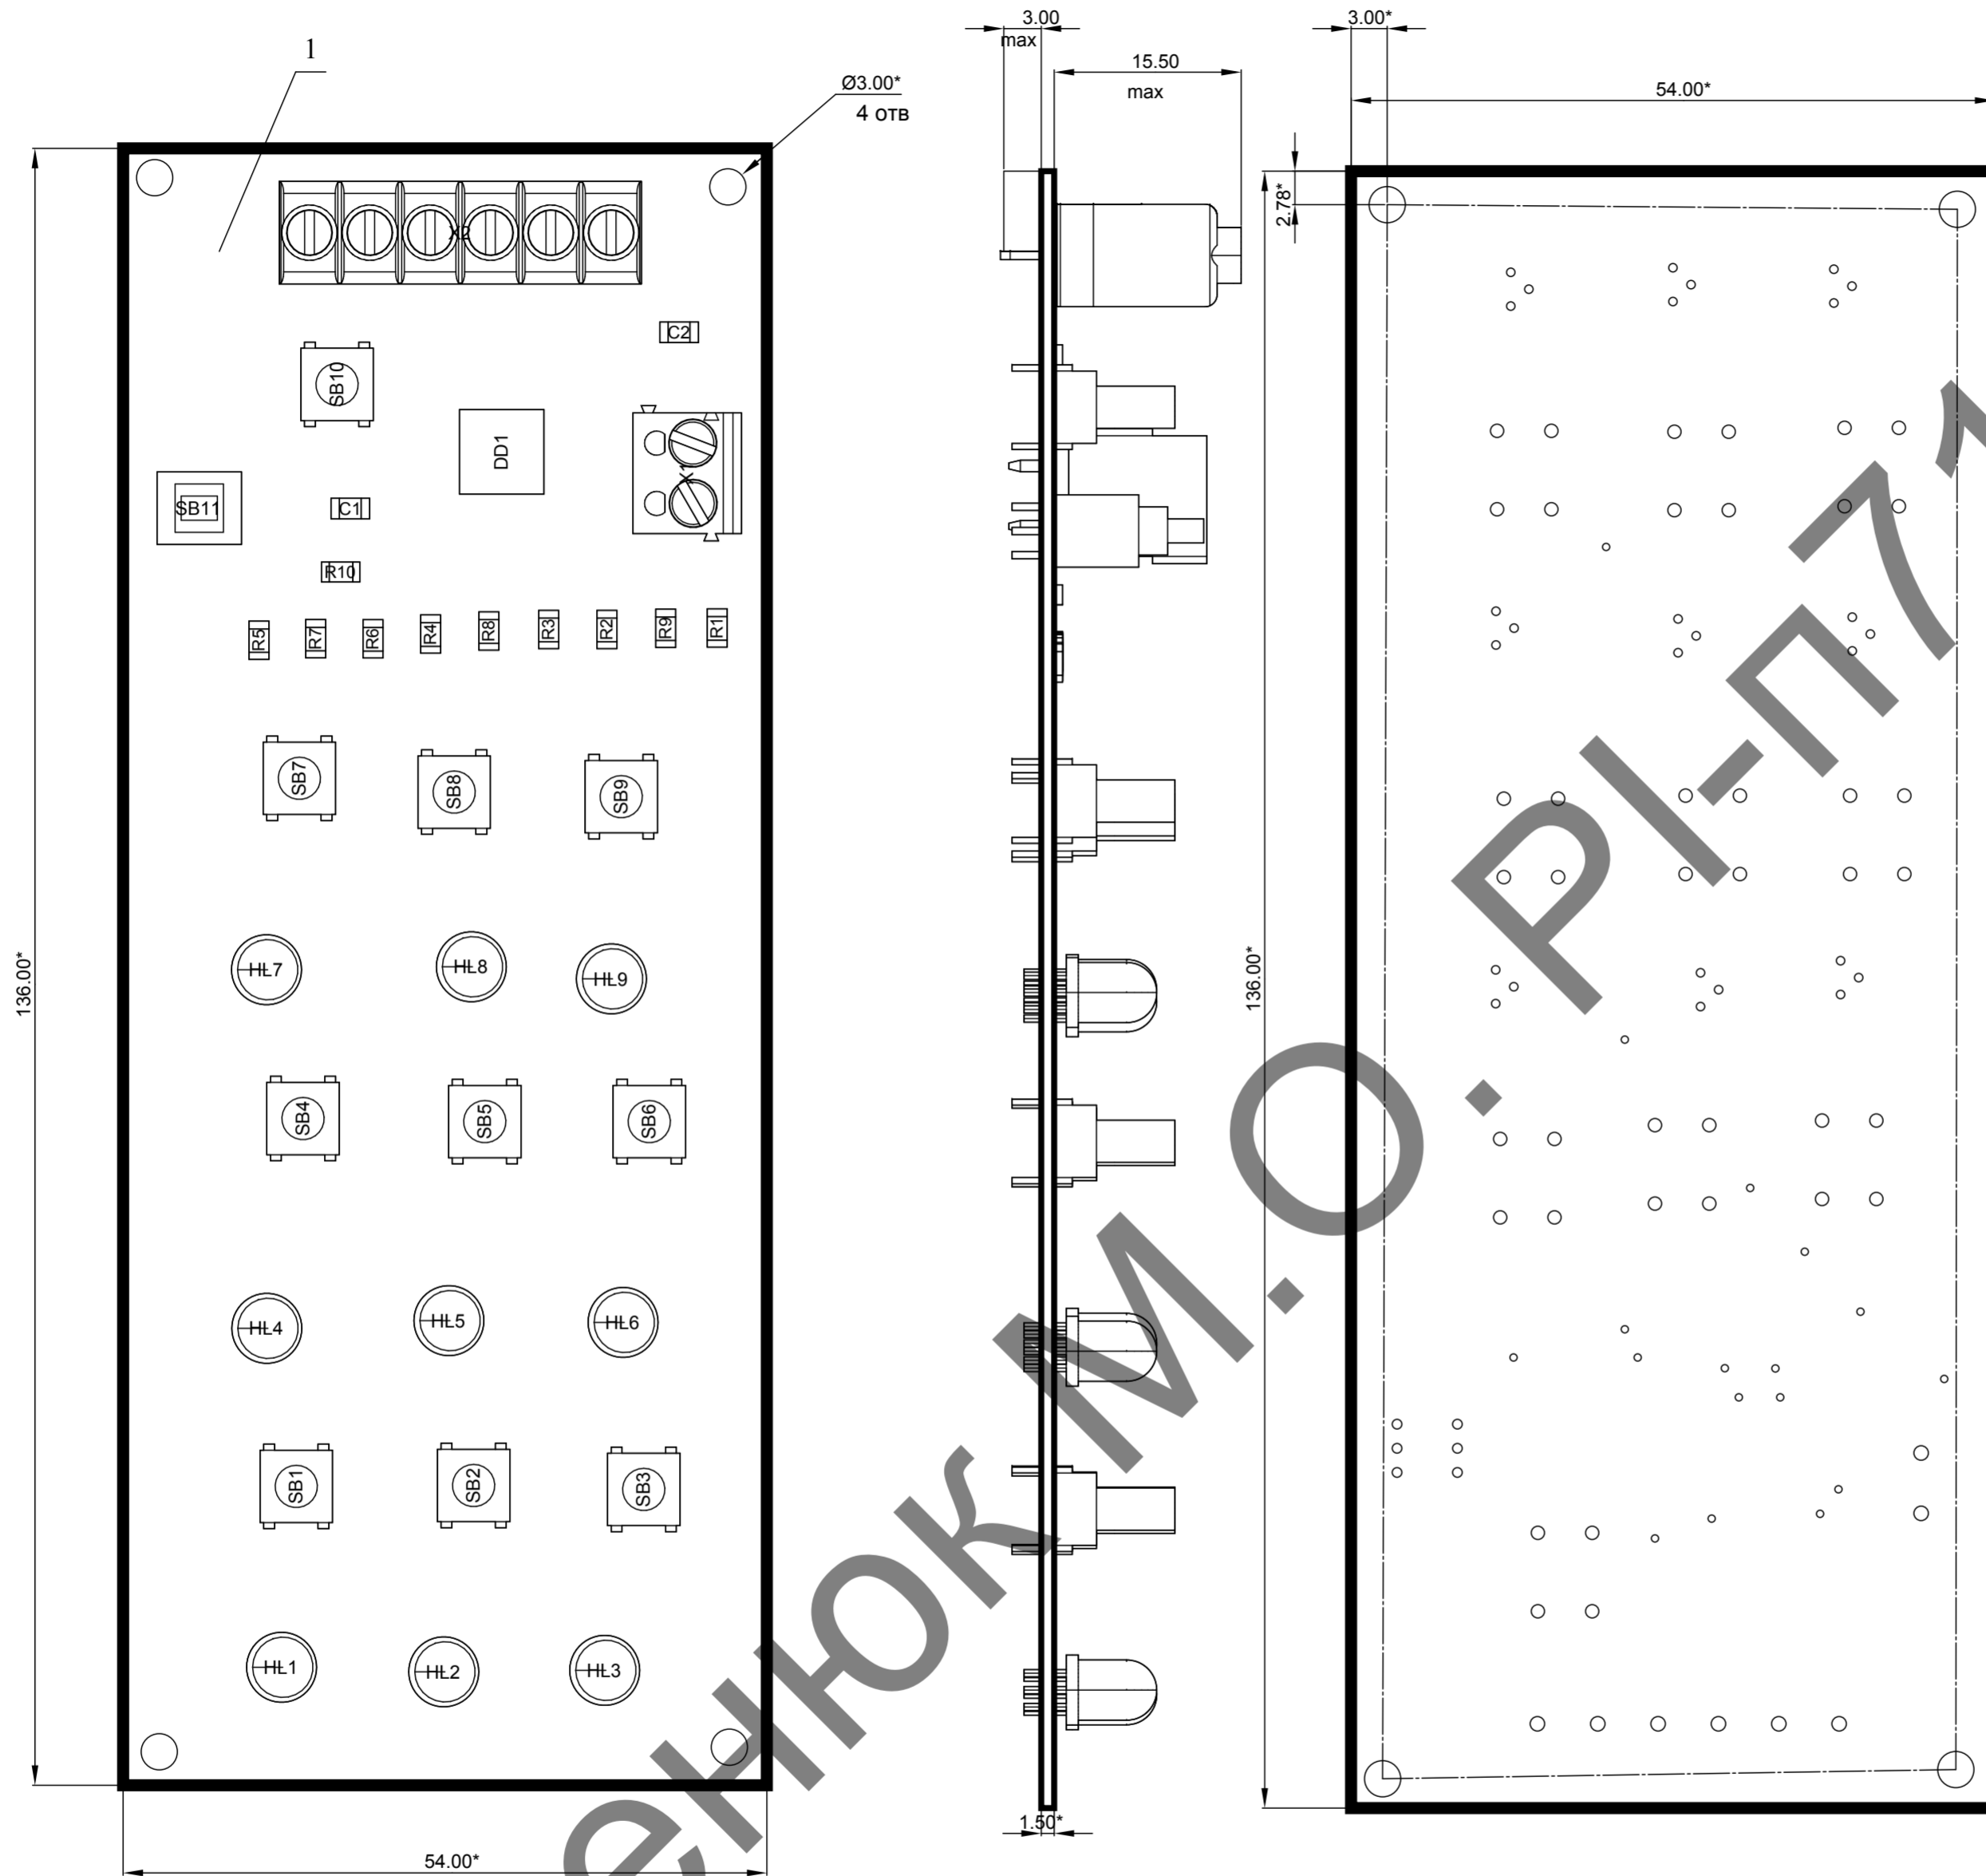 3.00
max
3.00*
1
15.50
max
Ø3.00*
4 отв
54.00*
2.78*
X2
C2
SB10
DD1
X1
SB11
C1
R10
R5
R7
R6
R4
R8
R3
R2
R9
R1
SB7
SB8
SB9
136.00*
HL7
HL8
HL9
136.00*
SB4
SB5
SB6
HL4
HL5
HL6
SB1
SB2
SB3
HL1
HL2
HL3
1.50*
54.00*
енюк М.О. РІ-п71